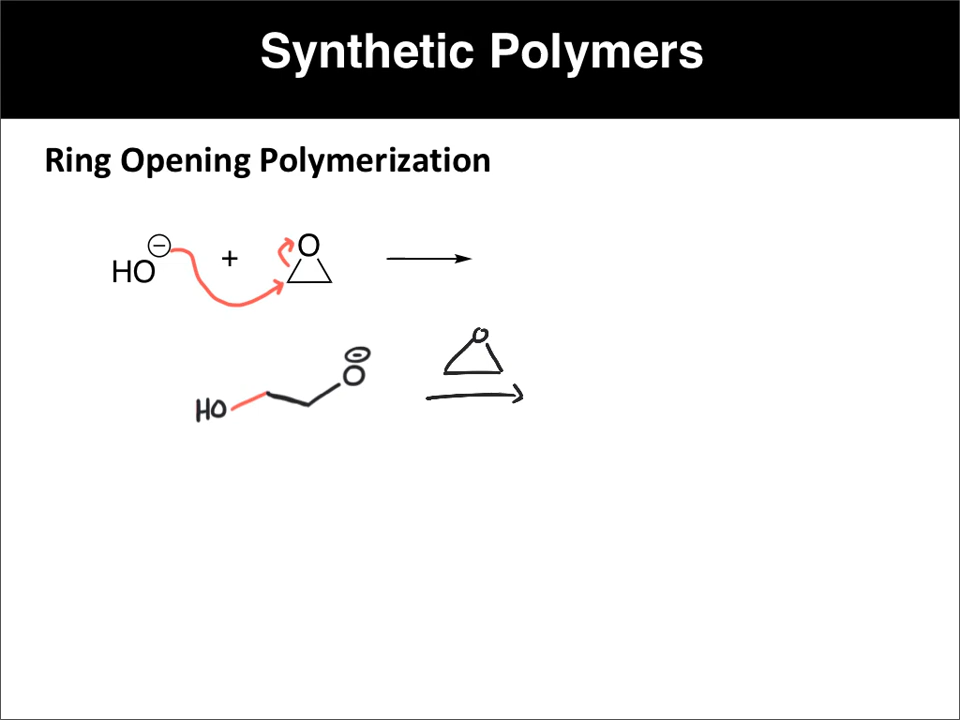 Synthetic Polymers
Ring Opening Polymerization
HO⊖ + O
O
HO O⊖